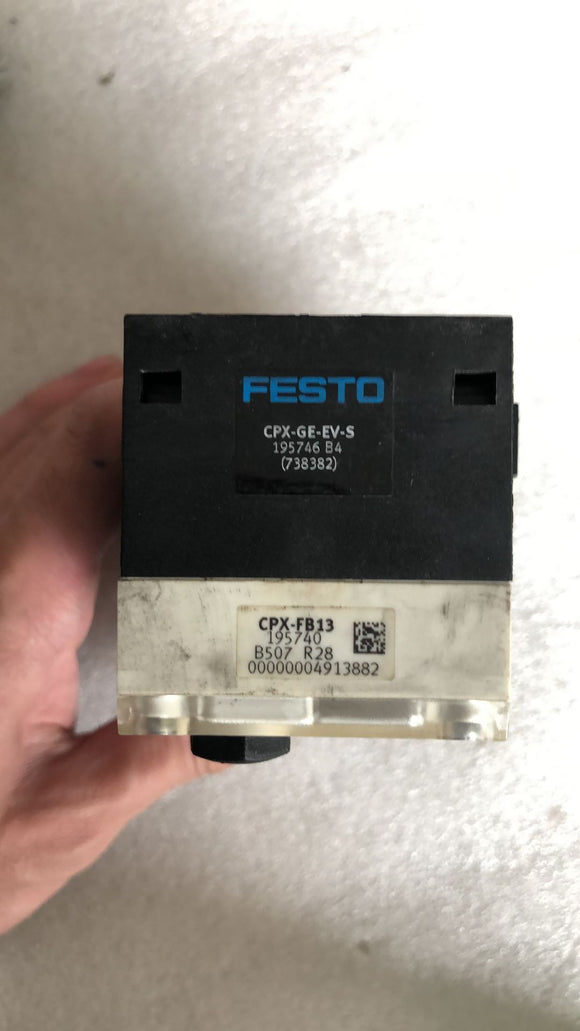 FESTO
CPX-GE-EV-S
195746 B4
(738382)
CPX-FB13
195740
B507 R28
00000004913882